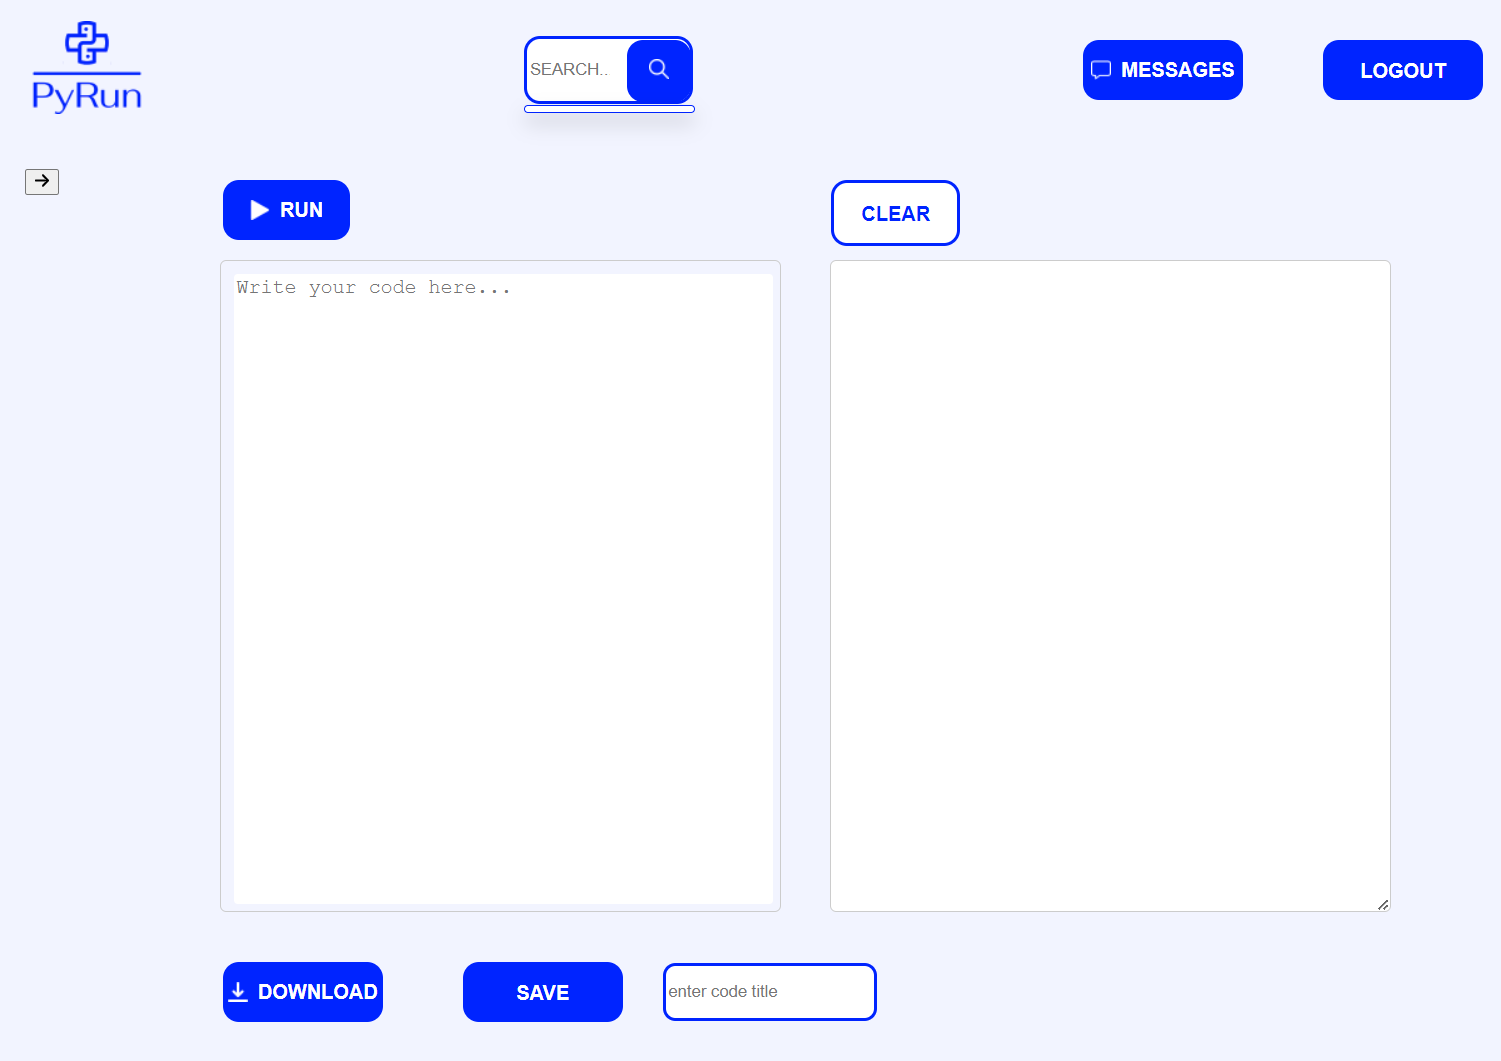 PyRun
SEARCH..
MESSAGES
LOGOUT
RUN
CLEAR
Write your code here...
DOWNLOAD
SAVE
enter code title